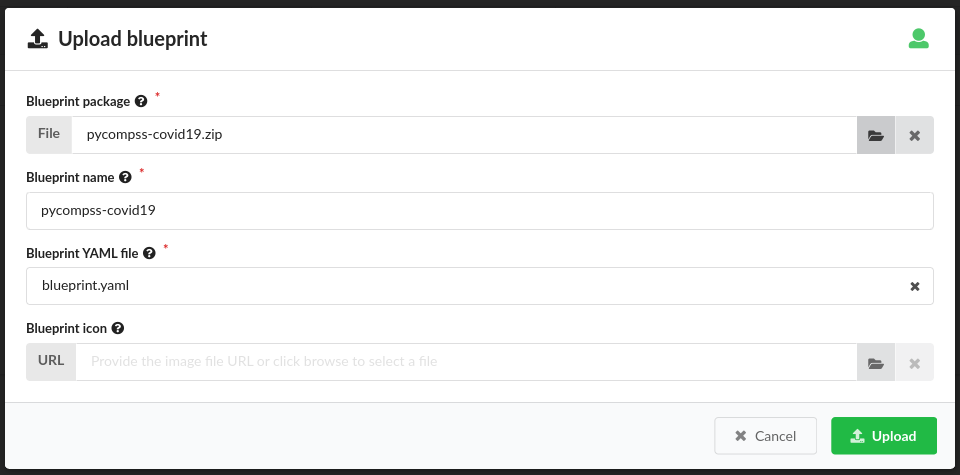 Upload blueprint
Blueprint package *
File pycompss-covid19.zip
Blueprint name *
pycompss-covid19
Blueprint YAML file *
blueprint.yaml
Blueprint icon
URL Provide the image file URL or click browse to select a file
Cancel Upload